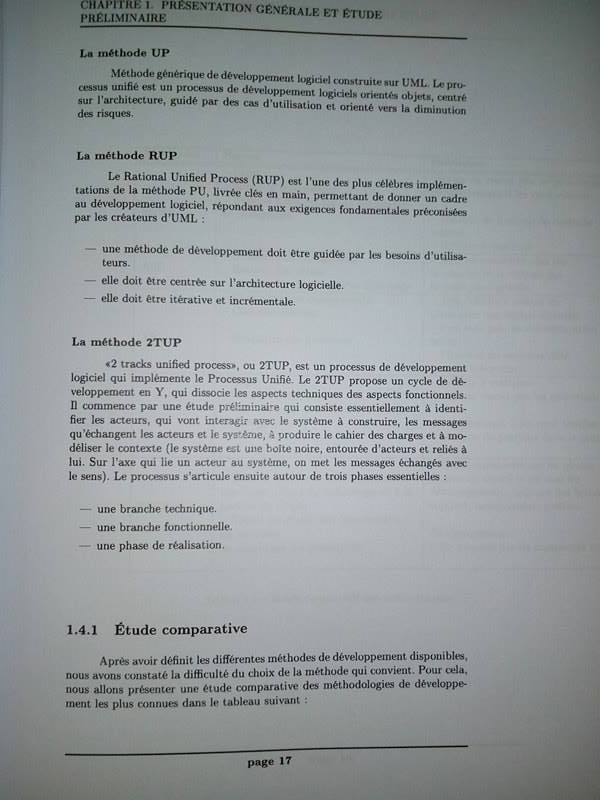 CHAPITRE 1. PRÉSENTATION GÉNÉRALE ET ÉTUDE
PRÉLIMINAIRE
La méthode UP
Méthode générique de développement logiciel construite sur UML. Le pro-
cessus unifié est un processus de développement logiciels orientés objets, centré
sur l'architecture, guidé par des cas d'utilisation et orienté vers la diminution
des risques.
La méthode RUP
Le Rational Unified Process (RUP) est l'une des plus célèbres implémen-
tations de la méthode PU, livrée clés en main, permettant de donner un cadre
au développement logiciel, répondant aux exigences fondamentales préconisées
par les créateurs d'UML :
— une méthode de développement doit être guidée par les besoins d'utilisa-
teurs.
— elle doit être centrée sur l'architecture logicielle.
— elle doit être itérative et incrémentale.
La méthode 2TUP
«2 tracks unified process», ou 2TUP, est un processus de développement
logiciel qui implémente le Processus Unifié. Le 2TUP propose un cycle de dé-
veloppement en Y, qui dissocie les aspects techniques des aspects fonctionnels.
Il commence par une étude préliminaire qui consiste essentiellement à identi-
fier les acteurs, qui vont interagir avec le système à construire, les messages
qu'échangent les acteurs et le système, à produire le cahier des charges et à mo-
déliser le contexte (le système est une boîte noire, entourée d'acteurs et reliés à
lui. Sur l'axe qui lie un acteur au système, on met les messages échangés avec
le sens). Le processus s'articule ensuite autour de trois phases essentielles :
— une branche technique.
— une branche fonctionnelle.
— une phase de réalisation.
1.4.1 Étude comparative
Après avoir définit les différentes méthodes de développement disponibles,
nous avons constaté la difficulté du choix de la méthode qui convient. Pour cela,
nous allons présenter une étude comparative des méthodologies de développe-
ment les plus connues dans le tableau suivant :
page 17